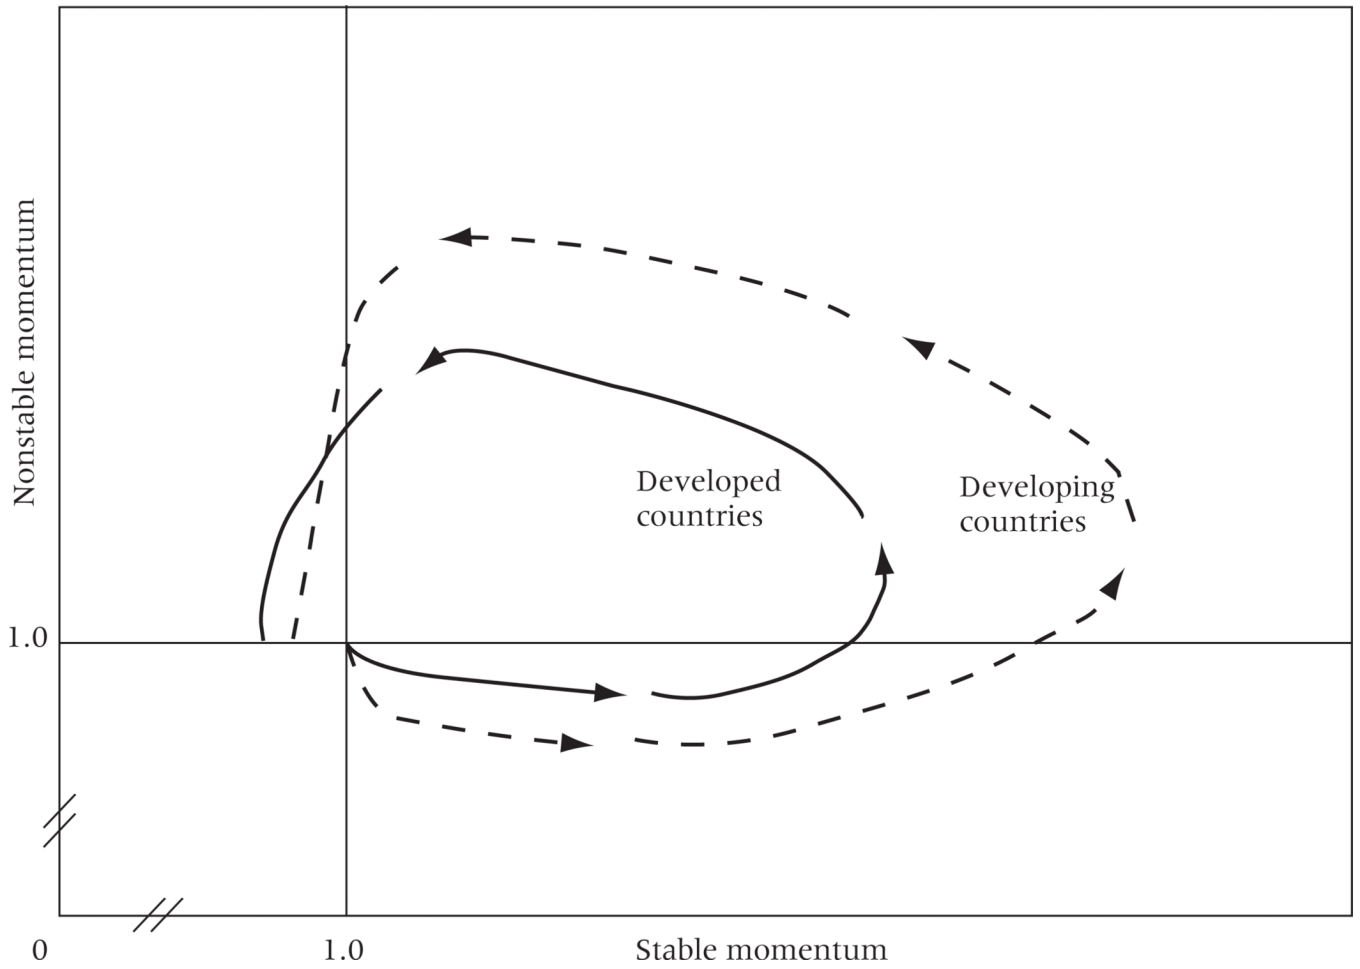 Nonstable momentum
Developed
countries
Developing
countries
1.0
0
1.0
Stable momentum